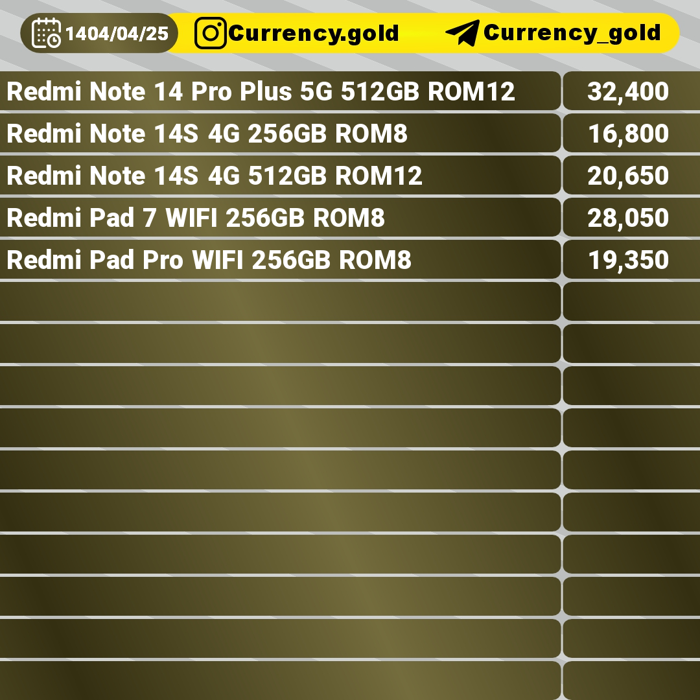 1404/04/25 Currency.gold Currency_gold
Redmi Note 14 Pro Plus 5G 512GB ROM12 32,400
Redmi Note 14S 4G 256GB ROM8 16,800
Redmi Note 14S 4G 512GB ROM12 20,650
Redmi Pad 7 WIFI 256GB ROM8 28,050
Redmi Pad Pro WIFI 256GB ROM8 19,350